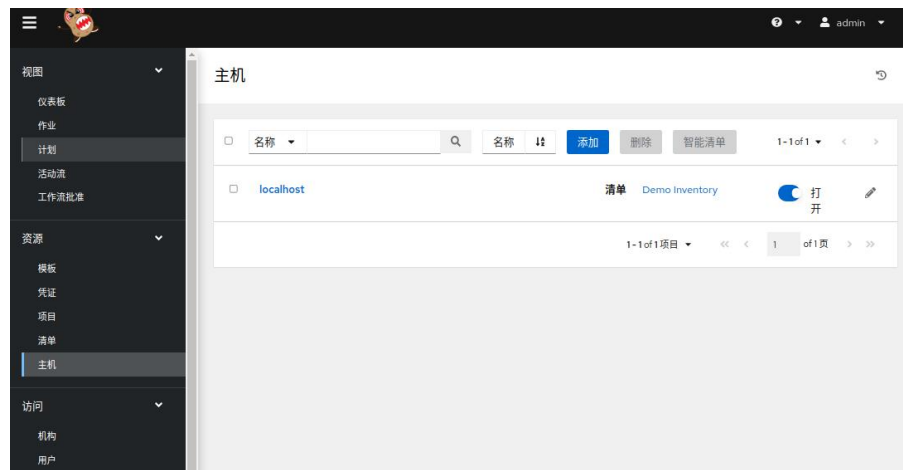 admin
视图
仪表板
作业
计划
活动流
工作流批准
资源
模板
凭证
项目
清单
主机
访问
机构
用户
主机
名称 名称 添加 删除 智能清单 1-1 of 1
localhost 清单 Demo Inventory 打
开
1-1 of 1 项目 1 of 1 页